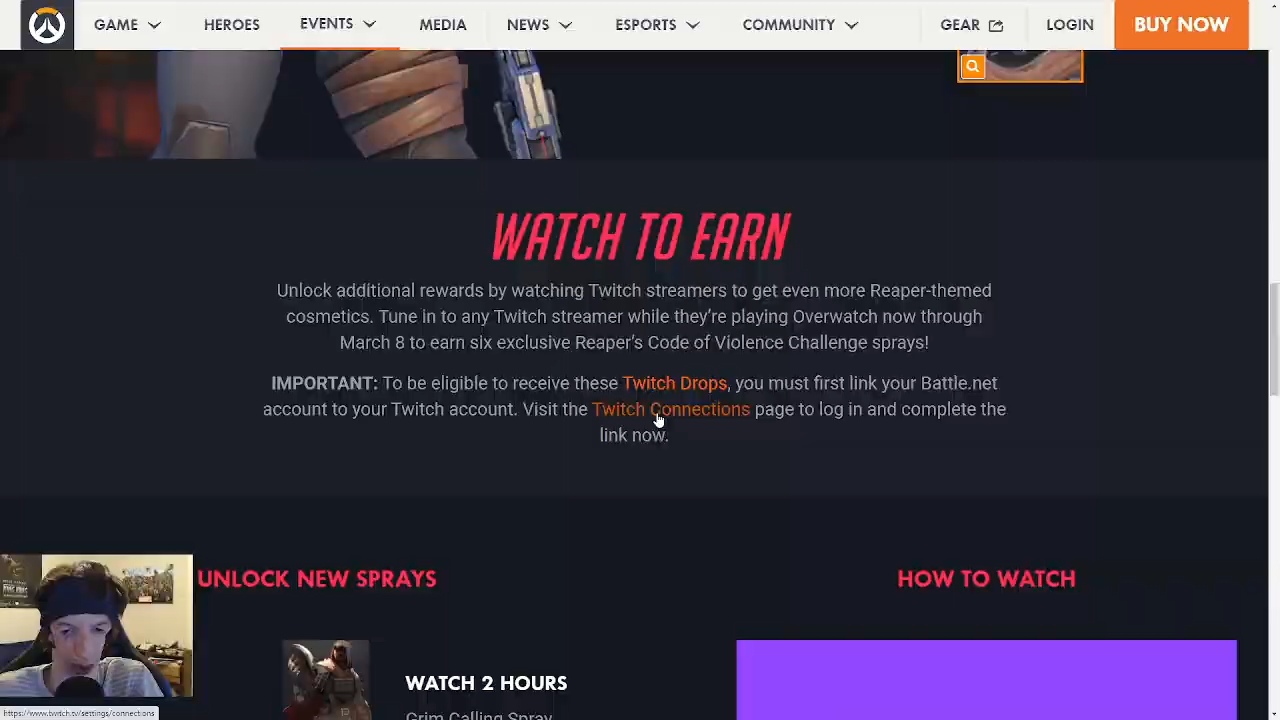 GAME HEROES EVENTS MEDIA NEWS ESPORTS COMMUNITY GEAR LOGIN BUY NOW
WATCH TO EARN
Unlock additional rewards by watching Twitch streamers to get even more Reaper-themed
cosmetics. Tune in to any Twitch streamer while they're playing Overwatch now through
March 8 to earn six exclusive Reaper's Code of Violence Challenge sprays!
IMPORTANT: To be eligible to receive these Twitch Drops, you must first link your Battle.net
account to your Twitch account. Visit the Twitch Connections page to log in and complete the
link now.
UNLOCK NEW SPRAYS
HOW TO WATCH
WATCH 2 HOURS
Grim Calling Spray
https://www.twitch.tv/settings/connections